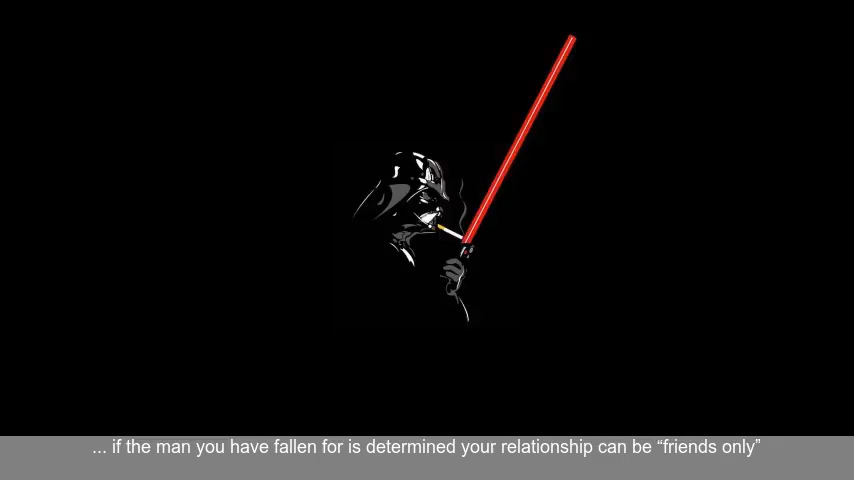 ... if the man you have fallen for is determined your relationship can be “friends only”